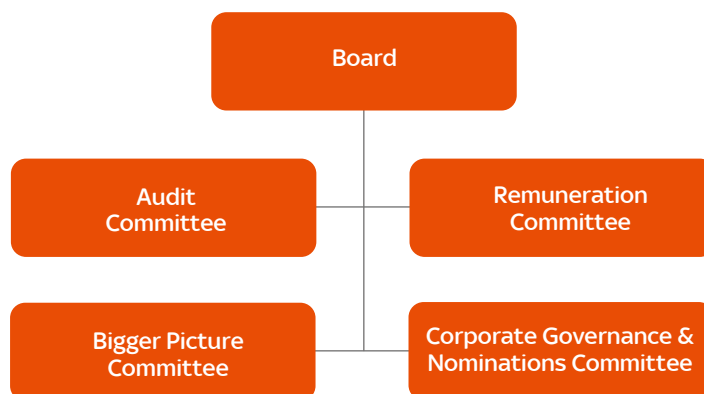 Board
Audit
Committee
Remuneration
Committee
Bigger Picture
Committee
Corporate Governance &
Nominations Committee